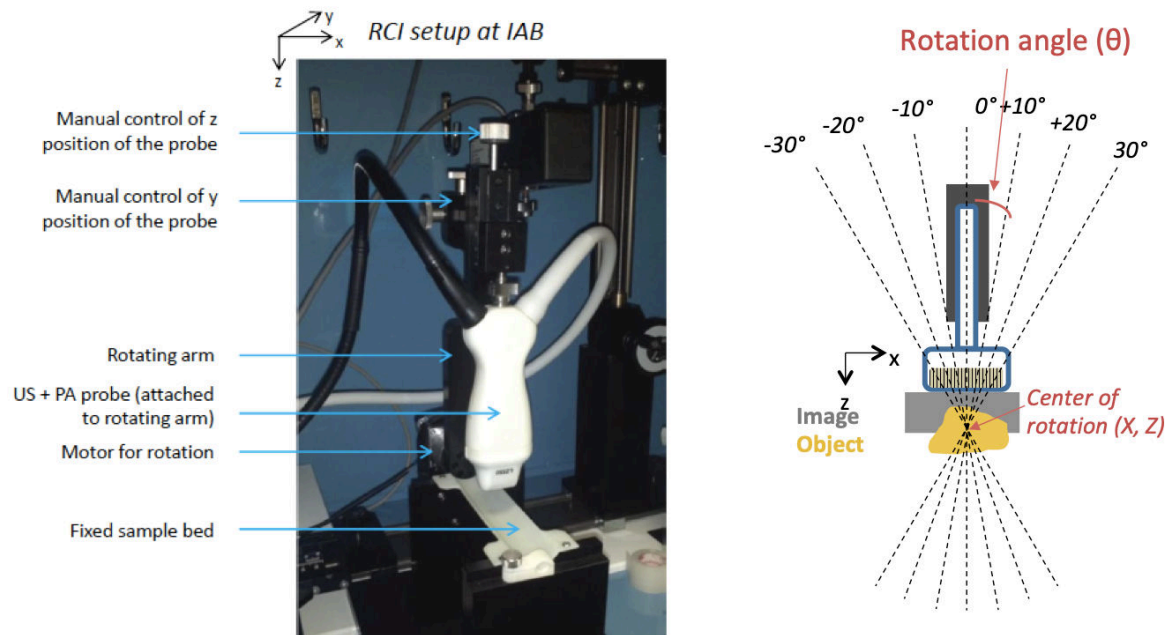 y
x
z
RCI setup at IAB
Manual control of z
position of the probe
Manual control of y
position of the probe
Rotating arm
US + PA probe (attached
to rotating arm)
Motor for rotation
Fixed sample bed
Rotation angle (θ)
-30°
-20°
-10°
0°
+10°
+20°
30°
x
z
Image
Object
Center of
rotation (X, Z)